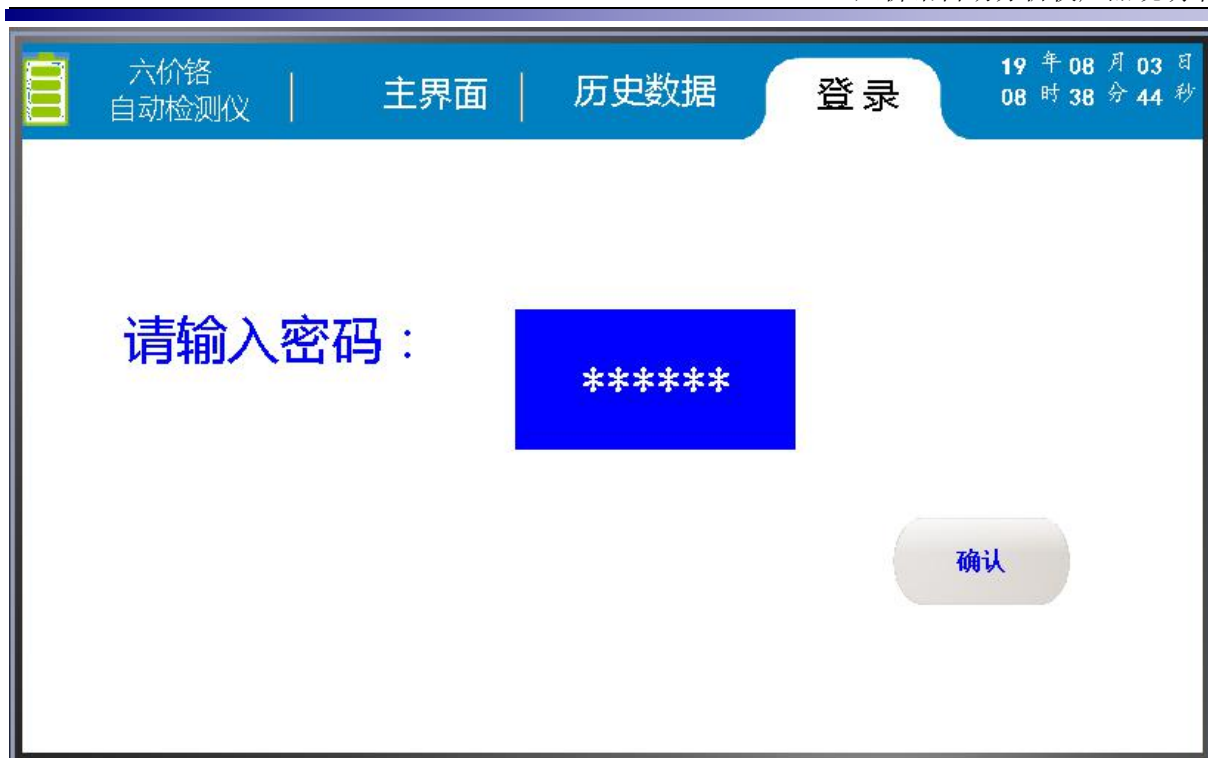 六价铬
自动检测仪
主界面
历史数据
登录
19 年 08 月 03 日
08 时 38 分 44 秒
请输入密码：
******
确认